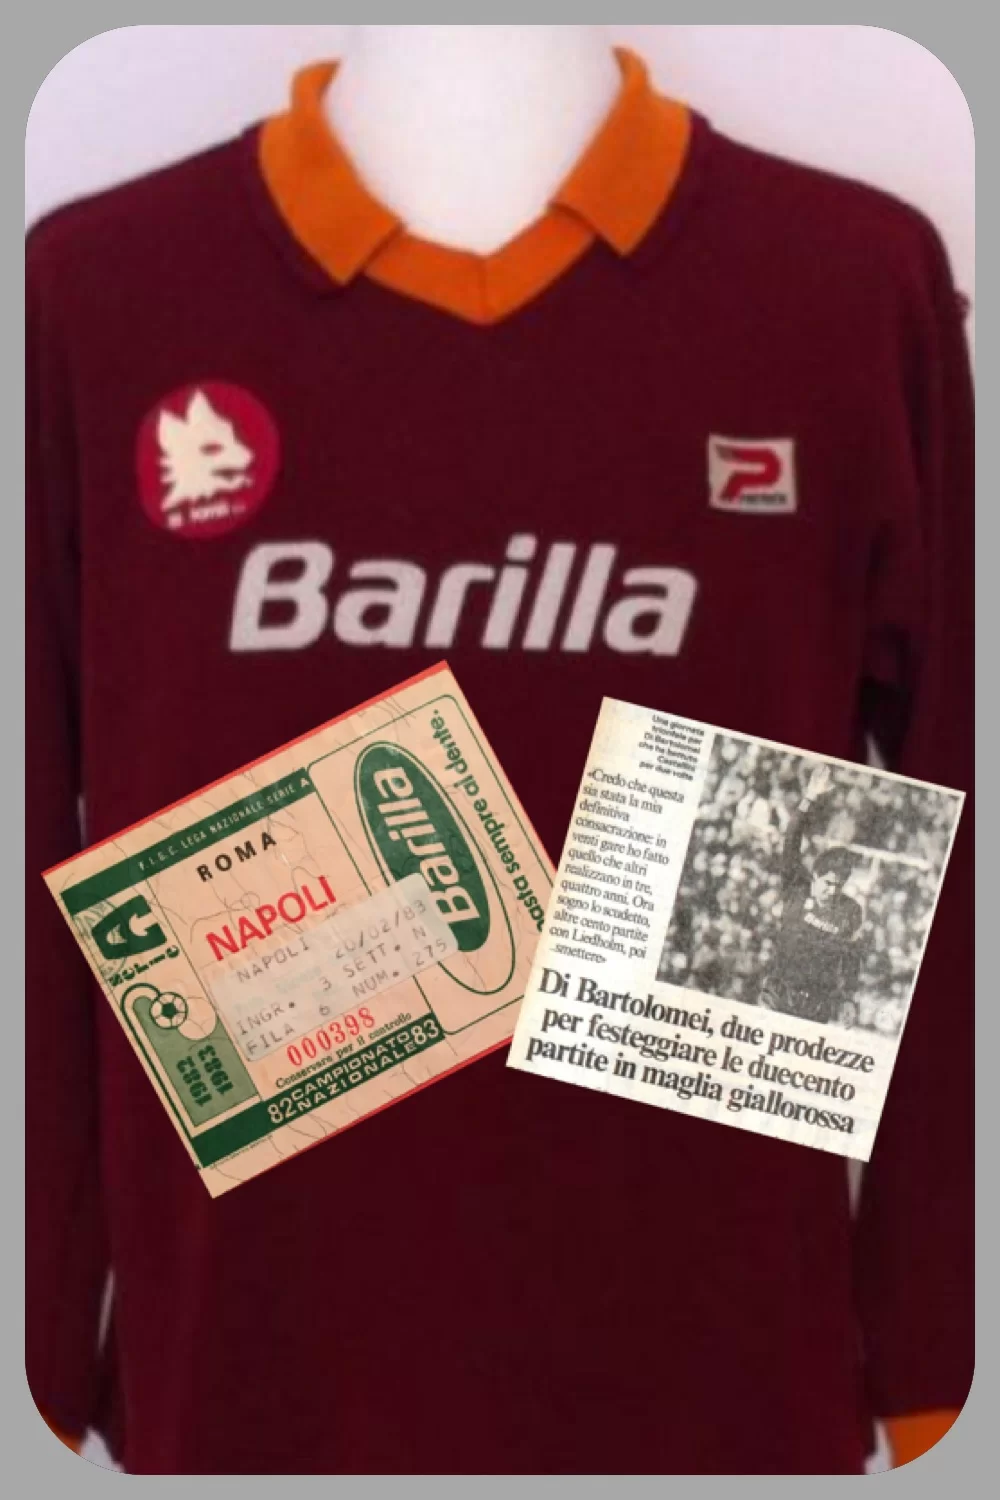 Barilla
F.I.G.C. LEGA NAZIONALE SERIE A
ROMA
NAPOLI
NAPOLI 20/02/83
INGR. 3 SETT. N
FILA 6 NUM. 275
000398
Conservare per il controllo
82 CAMPIONATO 83
NAZIONALE
1982
1983
Barilla
pasta sempre al dente.
Una giornata
trionfale per
Di Bartolomei
che ha battuto
Castellini
per due volte
«Credo che questa
sia stata la mia
definitiva
consacrazione: in
venti gare ho fatto
quello che altri
realizzano in tre,
quattro anni. Ora
sogno lo scudetto,
altre cento partite
con Liedholm, poi
...smettere»
Di Bartolomei, due prodezze
per festeggiare le duecento
partite in maglia giallorossa